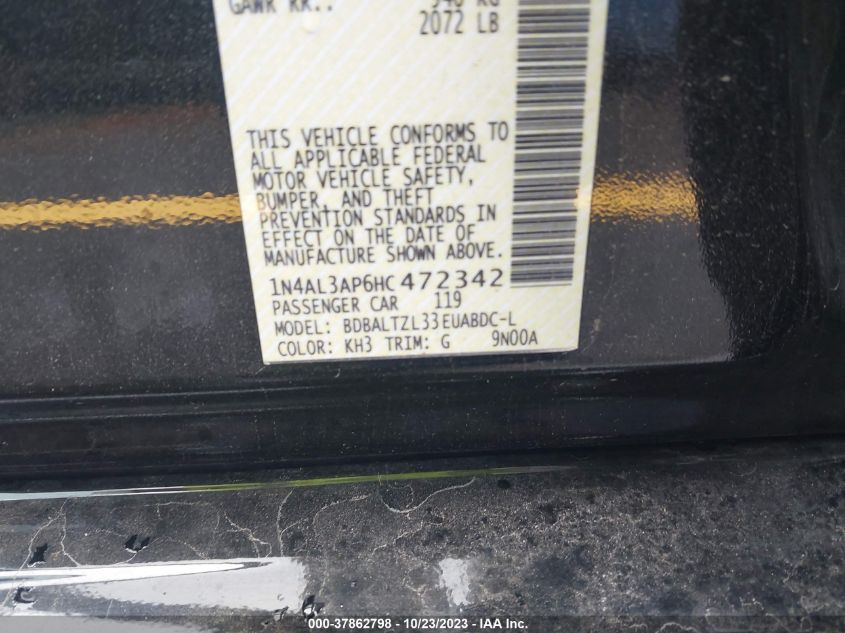 GAWR RR.: 940 KG
2072 LB
THIS VEHICLE CONFORMS TO
ALL APPLICABLE FEDERAL
MOTOR VEHICLE SAFETY,
BUMPER, AND THEFT
PREVENTION STANDARDS IN
EFFECT ON THE DATE OF
MANUFACTURE SHOWN ABOVE.
1N4AL3AP6HC472342
PASSENGER CAR 119
MODEL: BDBALTZL33EUABDC-L
COLOR: KH3 TRIM: G 9N00A
000-37862798 - 10/23/2023 - IAA Inc.